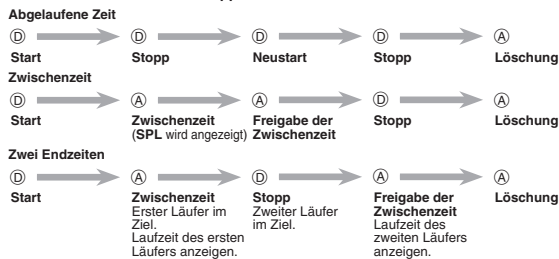 Abgelaufene Zeit
Ⓓ Ⓓ Ⓓ Ⓓ Ⓐ
Start Stopp Neustart Stopp Löschung
Zwischenzeit
Ⓓ Ⓐ Ⓐ Ⓓ Ⓐ
Start Zwischenzeit Freigabe der Stopp Löschung
(SPL wird angezeigt) Zwischenzeit
Zwei Endzeiten
Ⓓ Ⓐ Ⓓ Ⓐ Ⓐ
Start Zwischenzeit Stopp Freigabe der Löschung
Erster Läufer im Zweiter Läufer Zwischenzeit
Ziel. im Ziel. Laufzeit des
Laufzeit des ersten zweiten Läufers
Läufers anzeigen. anzeigen.